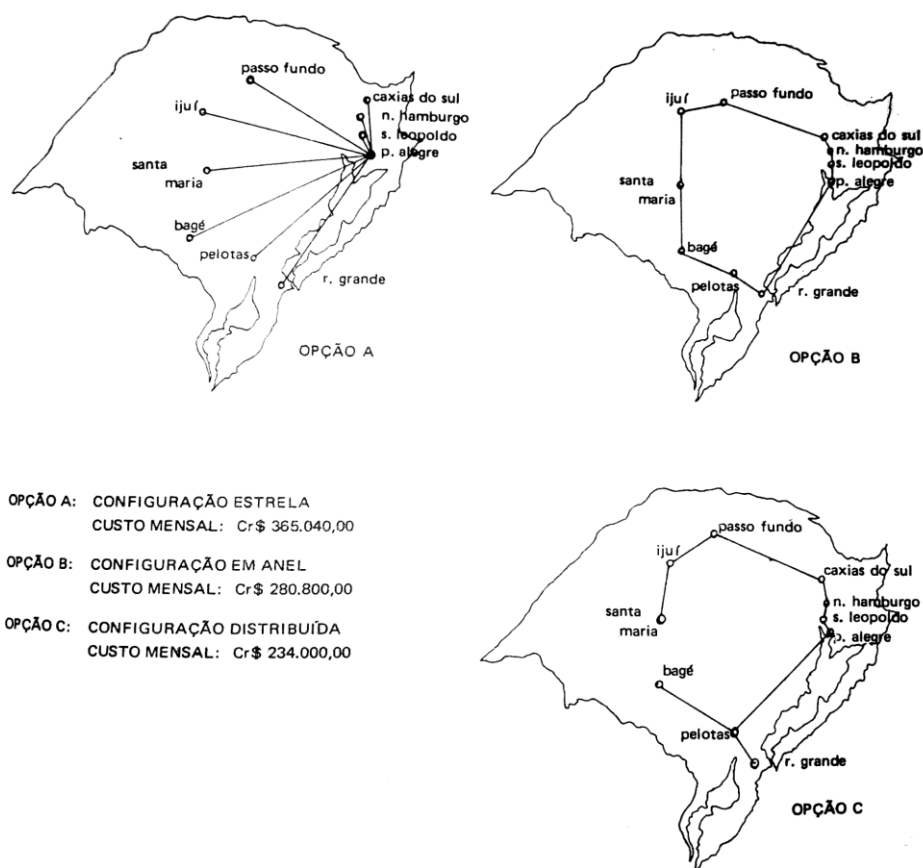 passo fundo
ijuí
caxias do sul
n. hamburgo
s. leopoldo
p. alegre
santa
maria
bagé
pelotas
r. grande
OPÇÃO A
passo fundo
ijuí
caxias do sul
n. hamburgo
s. leopoldo
p. alegre
santa
maria
bagé
pelotas
r. grande
OPÇÃO B
OPÇÃO A: CONFIGURAÇÃO ESTRELA
CUSTO MENSAL: Cr$ 365.040,00
OPÇÃO B: CONFIGURAÇÃO EM ANEL
CUSTO MENSAL: Cr$ 280.800,00
OPÇÃO C: CONFIGURAÇÃO DISTRIBUÍDA
CUSTO MENSAL: Cr$ 234.000,00
passo fundo
ijuí
caxias do sul
n. hamburgo
s. leopoldo
p. alegre
santa
maria
bagé
pelotas
r. grande
OPÇÃO C